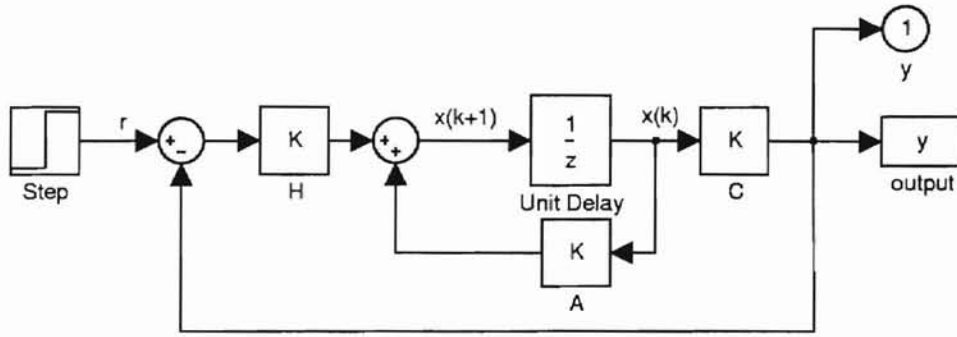 1
y
r
+
-
K
H
+
+
x(k+1)
1
z
Unit Delay
x(k)
K
C
y
output
Step
K
A